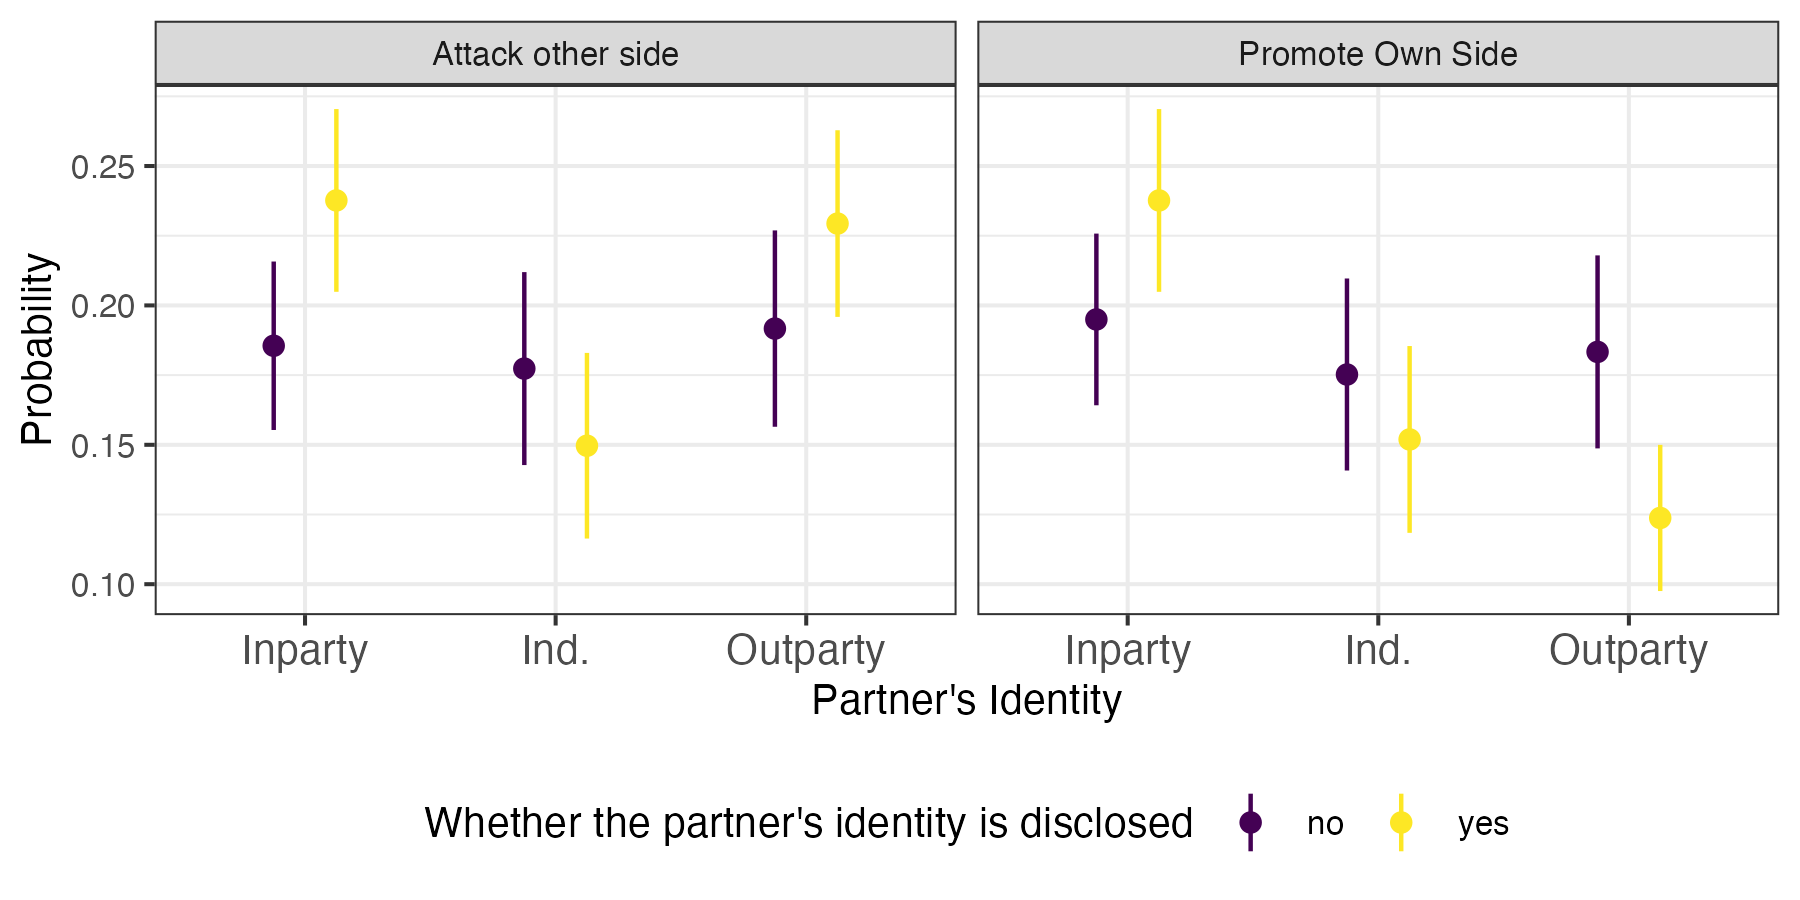 Attack other side
Promote Own Side
Probability
0.25
0.20
0.15
0.10
Inparty
Ind.
Outparty
Inparty
Ind.
Outparty
Partner's Identity
Whether the partner's identity is disclosed no yes